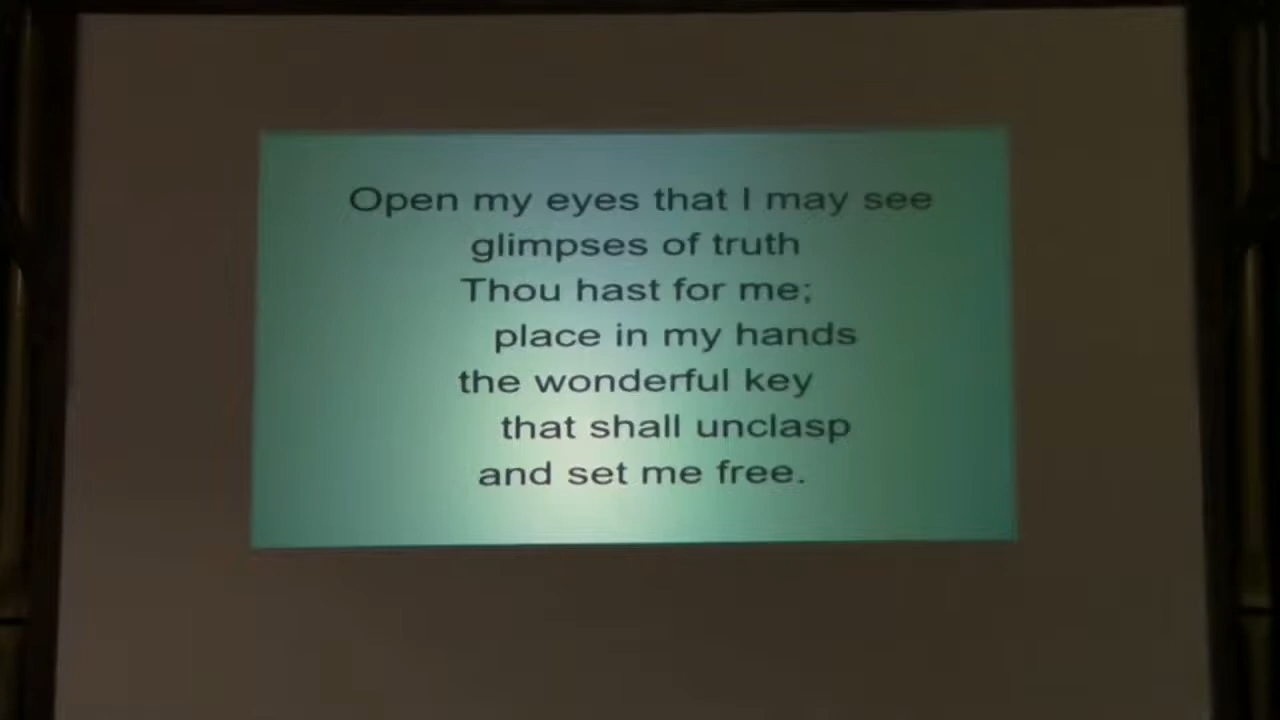 Open my eyes that I may see
glimpses of truth
Thou hast for me;
place in my hands
the wonderful key
that shall unclasp
and set me free.